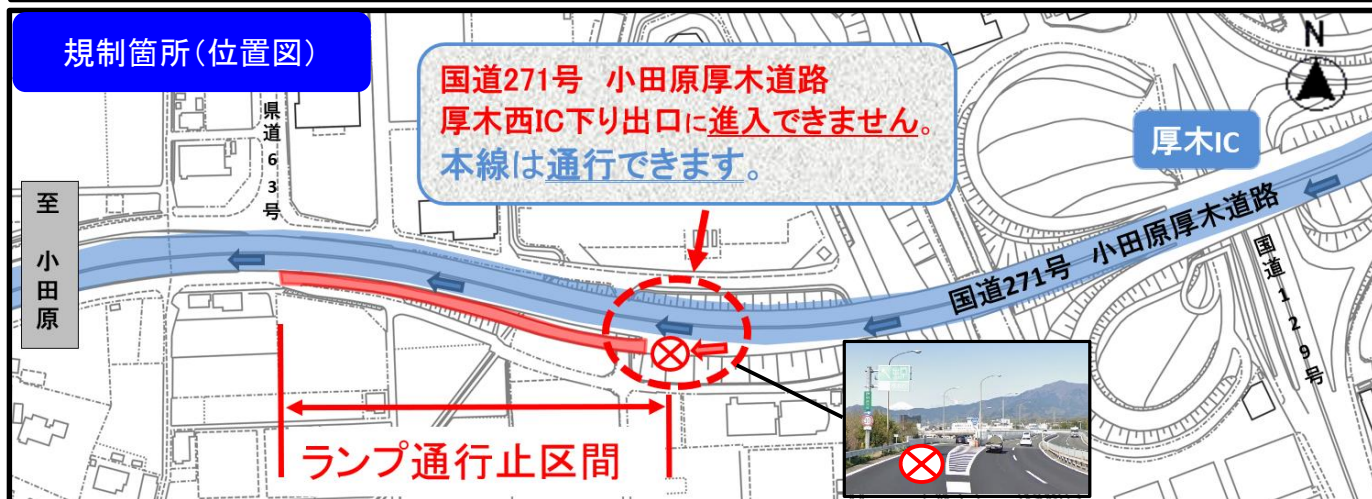 規制箇所(位置図)
国道271号 小田原厚木道路
厚木西IC下り出口に進入できません。
本線は通行できます。
N
厚木IC
県道63号
至 小田原
国道271号 小田原厚木道路
国道129号
ランプ通行止区間